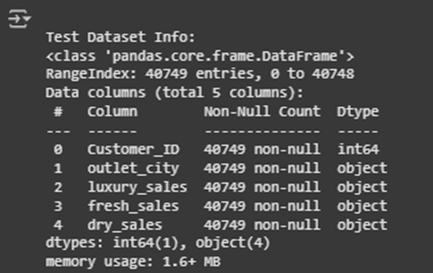 Test Dataset Info:
<class 'pandas.core.frame.DataFrame'>
RangeIndex: 40749 entries, 0 to 40748
Data columns (total 5 columns):
 #   Column        Non-Null Count  Dtype
---  ------        --------------  -----
 0   Customer_ID   40749 non-null  int64
 1   outlet_city   40749 non-null  object
 2   luxury_sales  40749 non-null  object
 3   fresh_sales   40749 non-null  object
 4   dry_sales     40749 non-null  object
dtypes: int64(1), object(4)
memory usage: 1.6+ MB